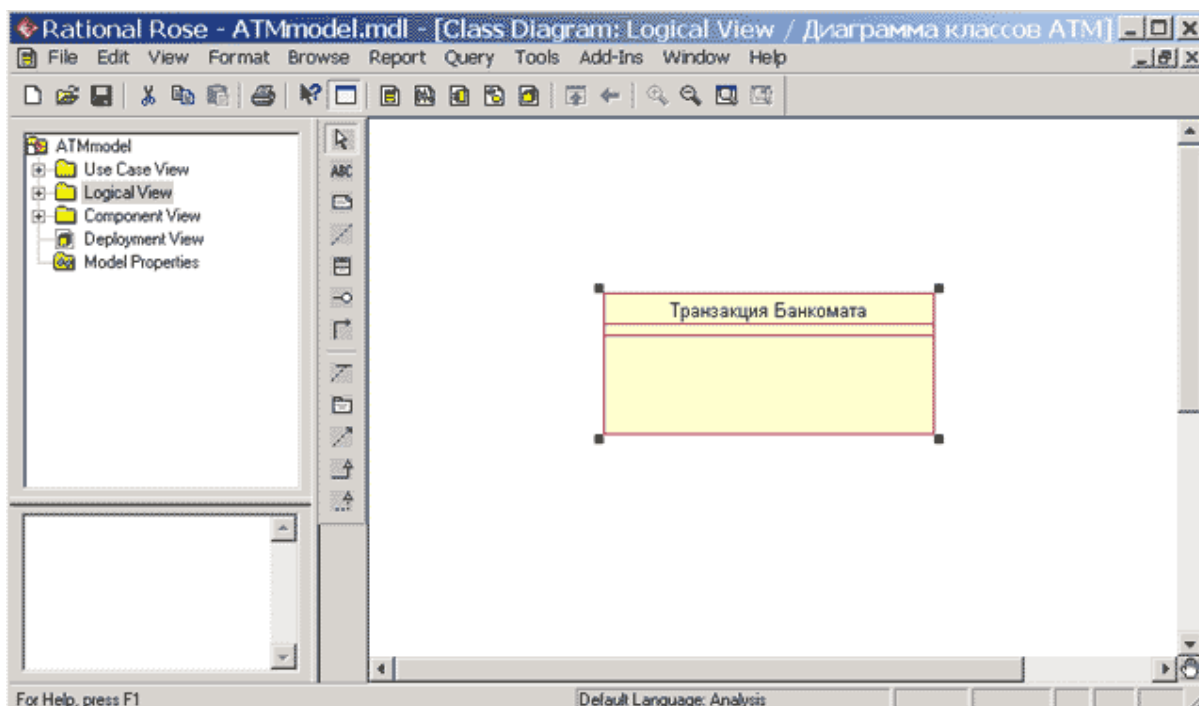 Rational Rose - ATMmodel.mdl - [Class Diagram: Logical View / Диаграмма классов ATM]
File Edit View Format Browse Report Query Tools Add-Ins Window Help
ATMmodel
Use Case View
Logical View
Component View
Deployment View
Model Properties
ABC
Транзакция Банкомата
For Help, press F1
Default Language: Analysis